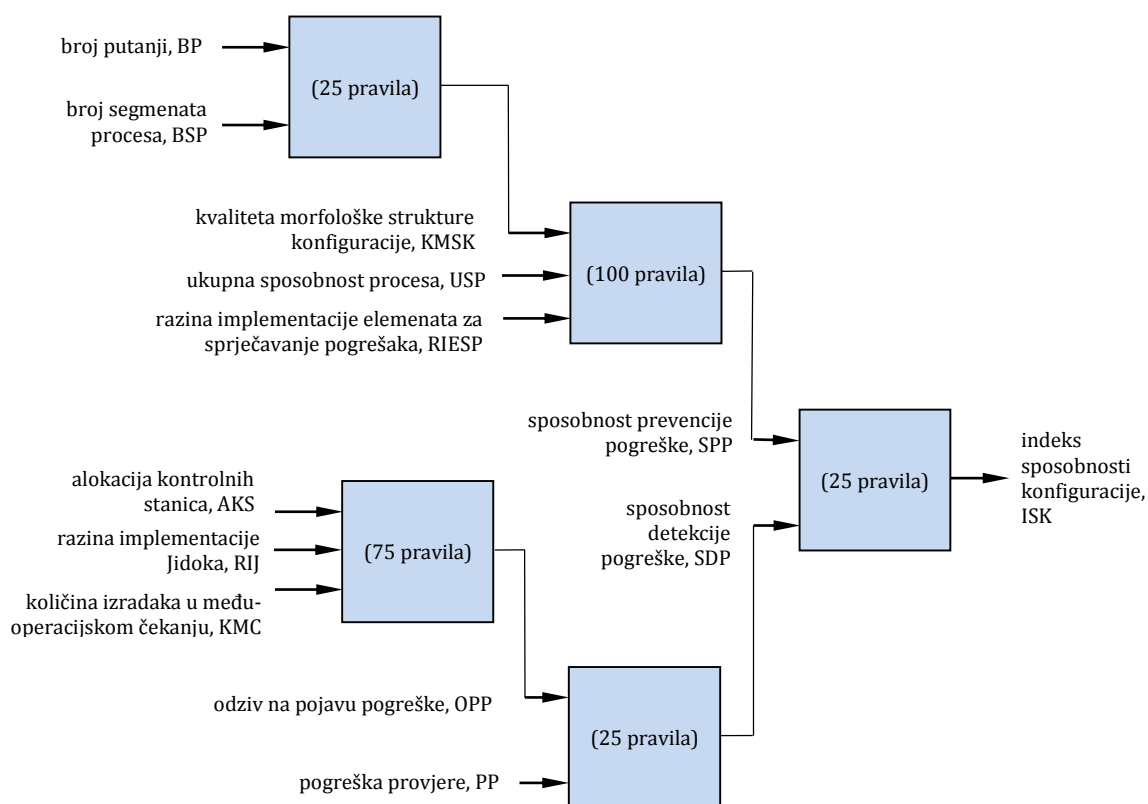 broj putanji, BP
broj segmenata
procesa, BSP
(25 pravila)
kvaliteta morfološke strukture
konfiguracije, KMSK
ukupna sposobnost procesa, USP
razina implementacije elemenata za
sprječavanje pogrešaka, RIESP
(100 pravila)
sposobnost prevencije
pogreške, SPP
sposobnost
detekcije
pogreške, SDP
(25 pravila)
indeks
sposobnosti
konfiguracije,
ISK
alokacija kontrolnih
stanica, AKS
razina implementacije
Jidoka, RIJ
količina izradaka u među-
operacijskom čekanju, KMC
(75 pravila)
odziv na pojavu pogreške, OPP
pogreška provjere, PP
(25 pravila)